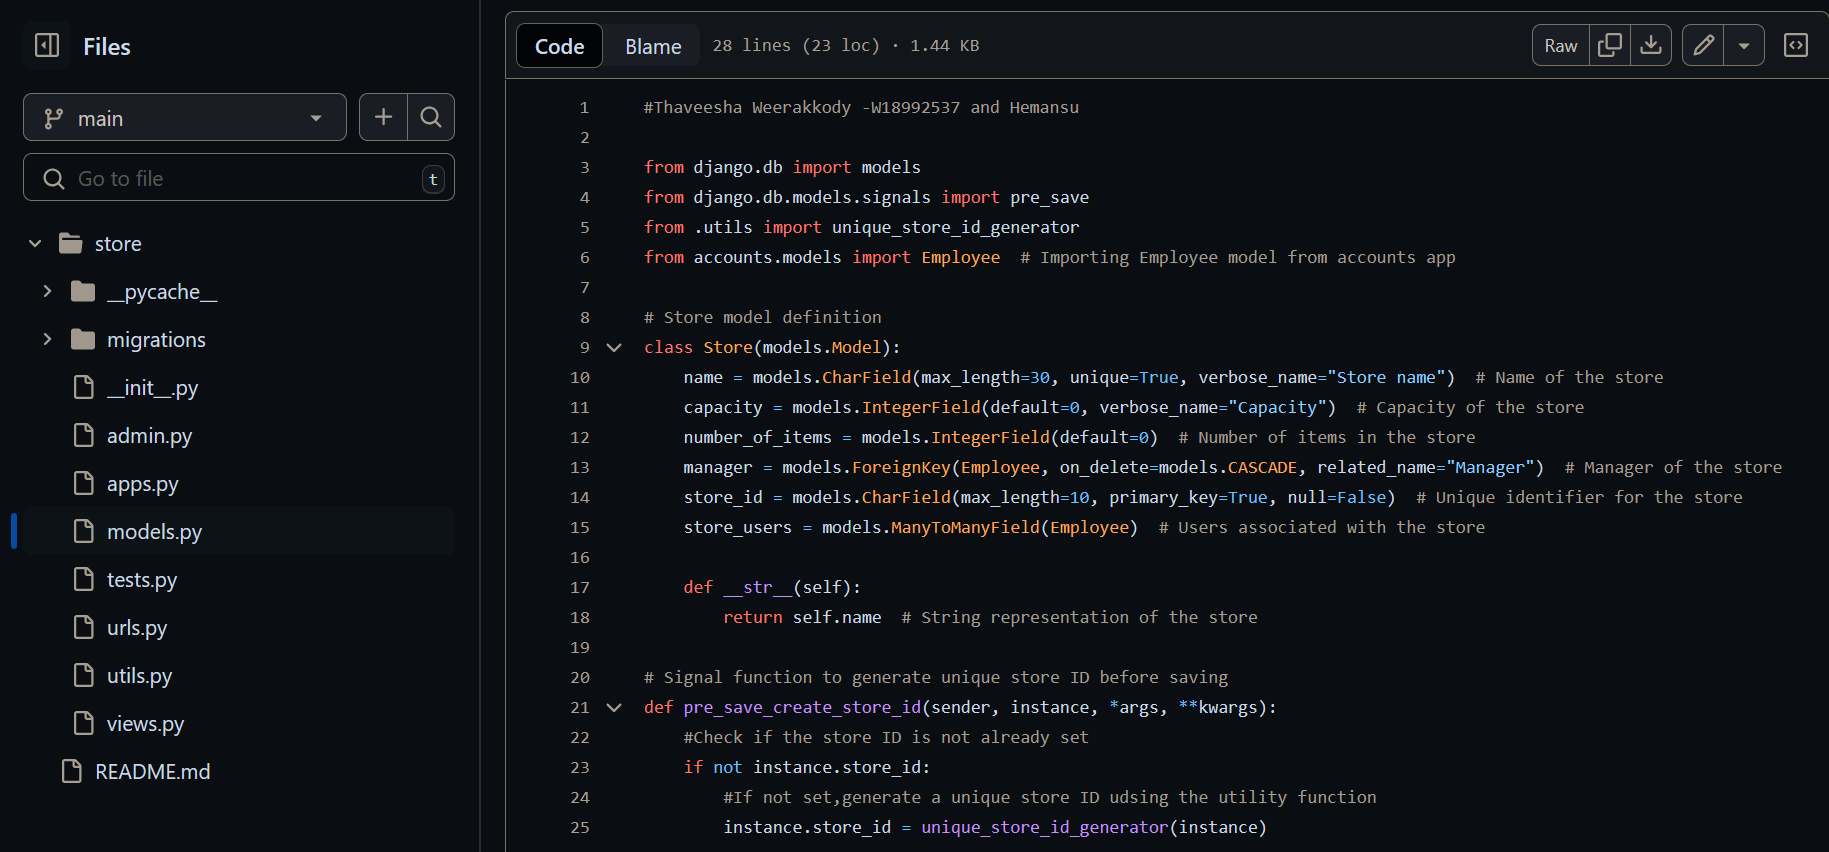 Files
main
Go to file
t
store
__pycache__
migrations
__init__.py
admin.py
apps.py
models.py
tests.py
urls.py
utils.py
views.py
README.md
Code Blame 28 lines (23 loc) · 1.44 KB Raw
1 #Thaveesha Weerakkody -W18992537 and Hemansu
2
3 from django.db import models
4 from django.db.models.signals import pre_save
5 from .utils import unique_store_id_generator
6 from accounts.models import Employee  # Importing Employee model from accounts app
7
8 # Store model definition
9 class Store(models.Model):
10     name = models.CharField(max_length=30, unique=True, verbose_name="Store name")  # Name of the store
11     capacity = models.IntegerField(default=0, verbose_name="Capacity")  # Capacity of the store
12     number_of_items = models.IntegerField(default=0)  # Number of items in the store
13     manager = models.ForeignKey(Employee, on_delete=models.CASCADE, related_name="Manager")  # Manager of the store
14     store_id = models.CharField(max_length=10, primary_key=True, null=False)  # Unique identifier for the store
15     store_users = models.ManyToManyField(Employee)  # Users associated with the store
16
17     def __str__(self):
18         return self.name  # String representation of the store
19
20 # Signal function to generate unique store ID before saving
21 def pre_save_create_store_id(sender, instance, *args, **kwargs):
22     #Check if the store ID is not already set
23     if not instance.store_id:
24         #If not set,generate a unique store ID udsing the utility function
25         instance.store_id = unique_store_id_generator(instance)